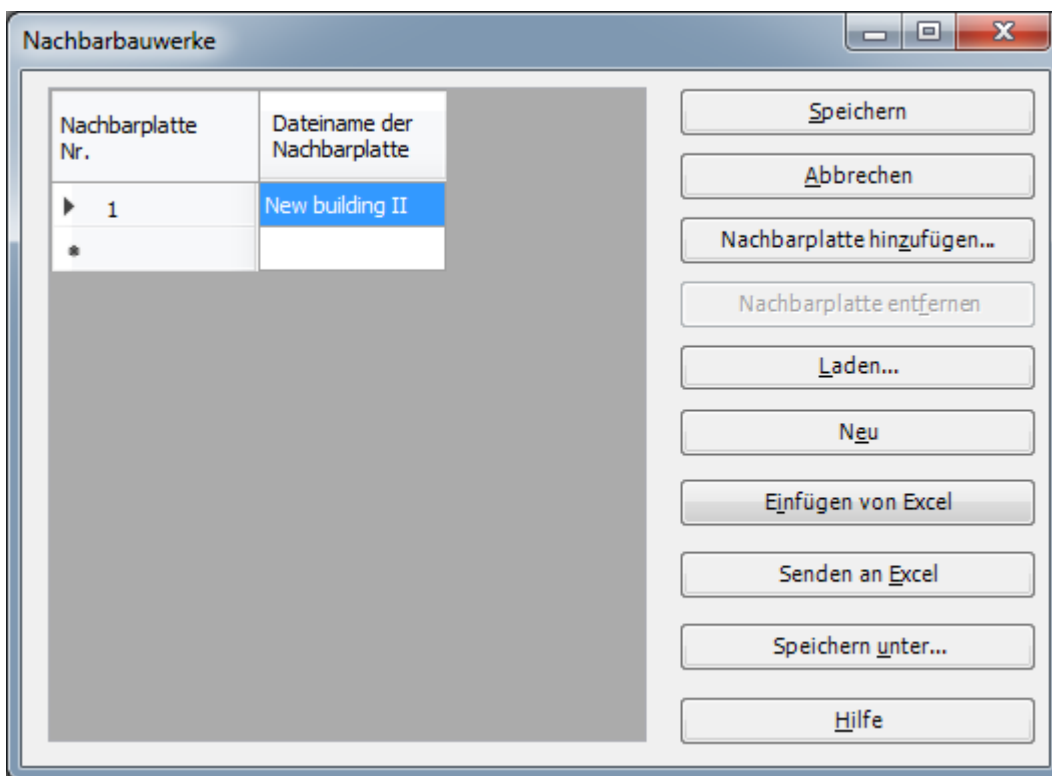 Nachbarbauwerke
Nachbarplatte
Nr.
Dateiname der
Nachbarplatte
1
New building II
*
Speichern
Abbrechen
Nachbarplatte hinzufügen...
Nachbarplatte entfernen
Laden...
Neu
Einfügen von Excel
Senden an Excel
Speichern unter...
Hilfe